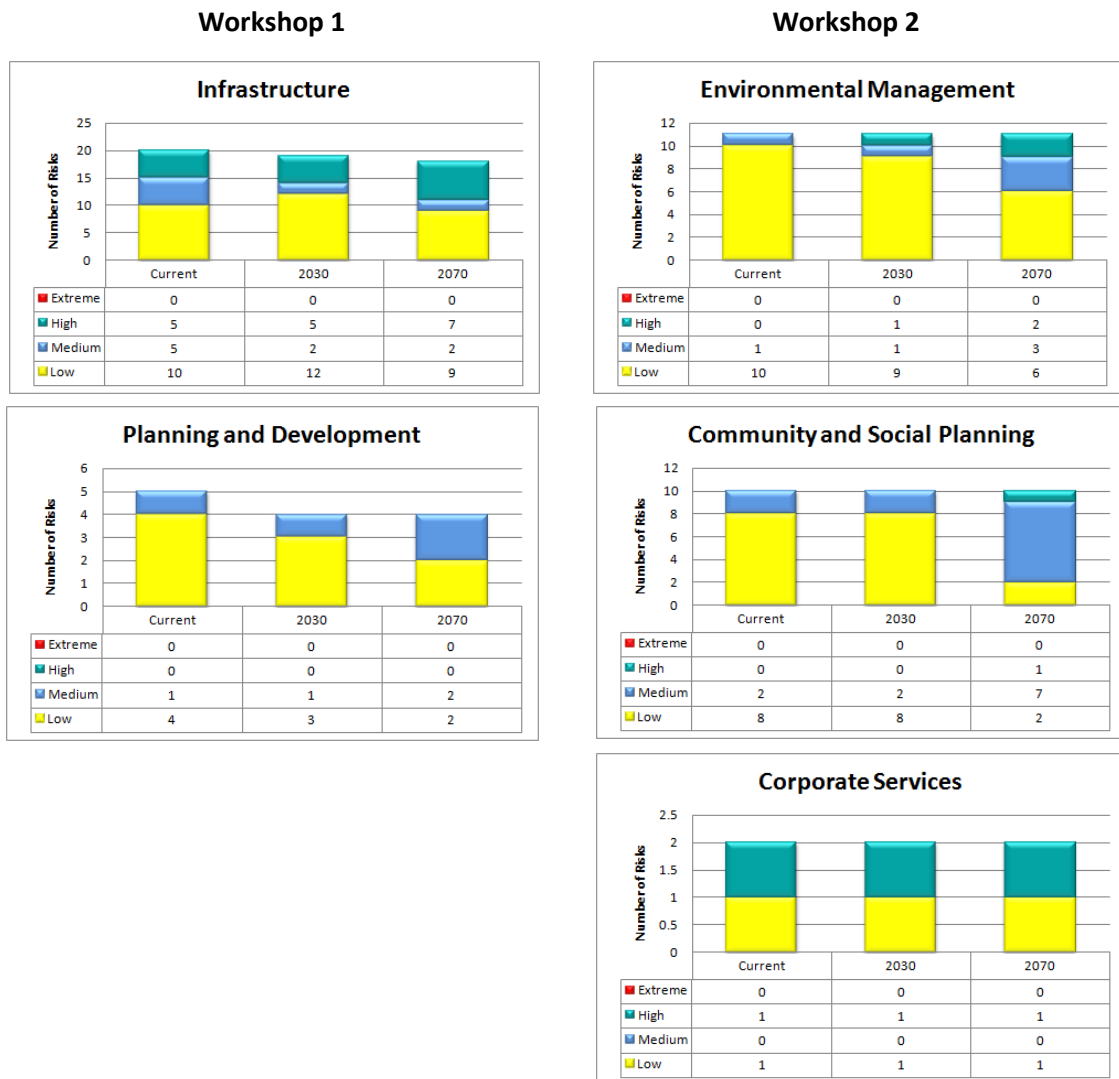 Workshop 1
Infrastructure
Number of Risks
25
20
15
10
5
0
Current 2030 2070
Extreme 0 0 0
High 5 5 7
Medium 5 2 2
Low 10 12 9
Planning and Development
Number of Risks
6
5
4
3
2
1
0
Current 2030 2070
Extreme 0 0 0
High 0 0 0
Medium 1 1 2
Low 4 3 2
Workshop 2
Environmental Management
Number of Risks
12
10
8
6
4
2
0
Current 2030 2070
Extreme 0 0 0
High 0 1 2
Medium 1 1 3
Low 10 9 6
Community and Social Planning
Number of Risks
12
10
8
6
4
2
0
Current 2030 2070
Extreme 0 0 0
High 0 0 1
Medium 2 2 7
Low 8 8 2
Corporate Services
Number of Risks
2.5
2
1.5
1
0.5
0
Current 2030 2070
Extreme 0 0 0
High 1 1 1
Medium 0 0 0
Low 1 1 1